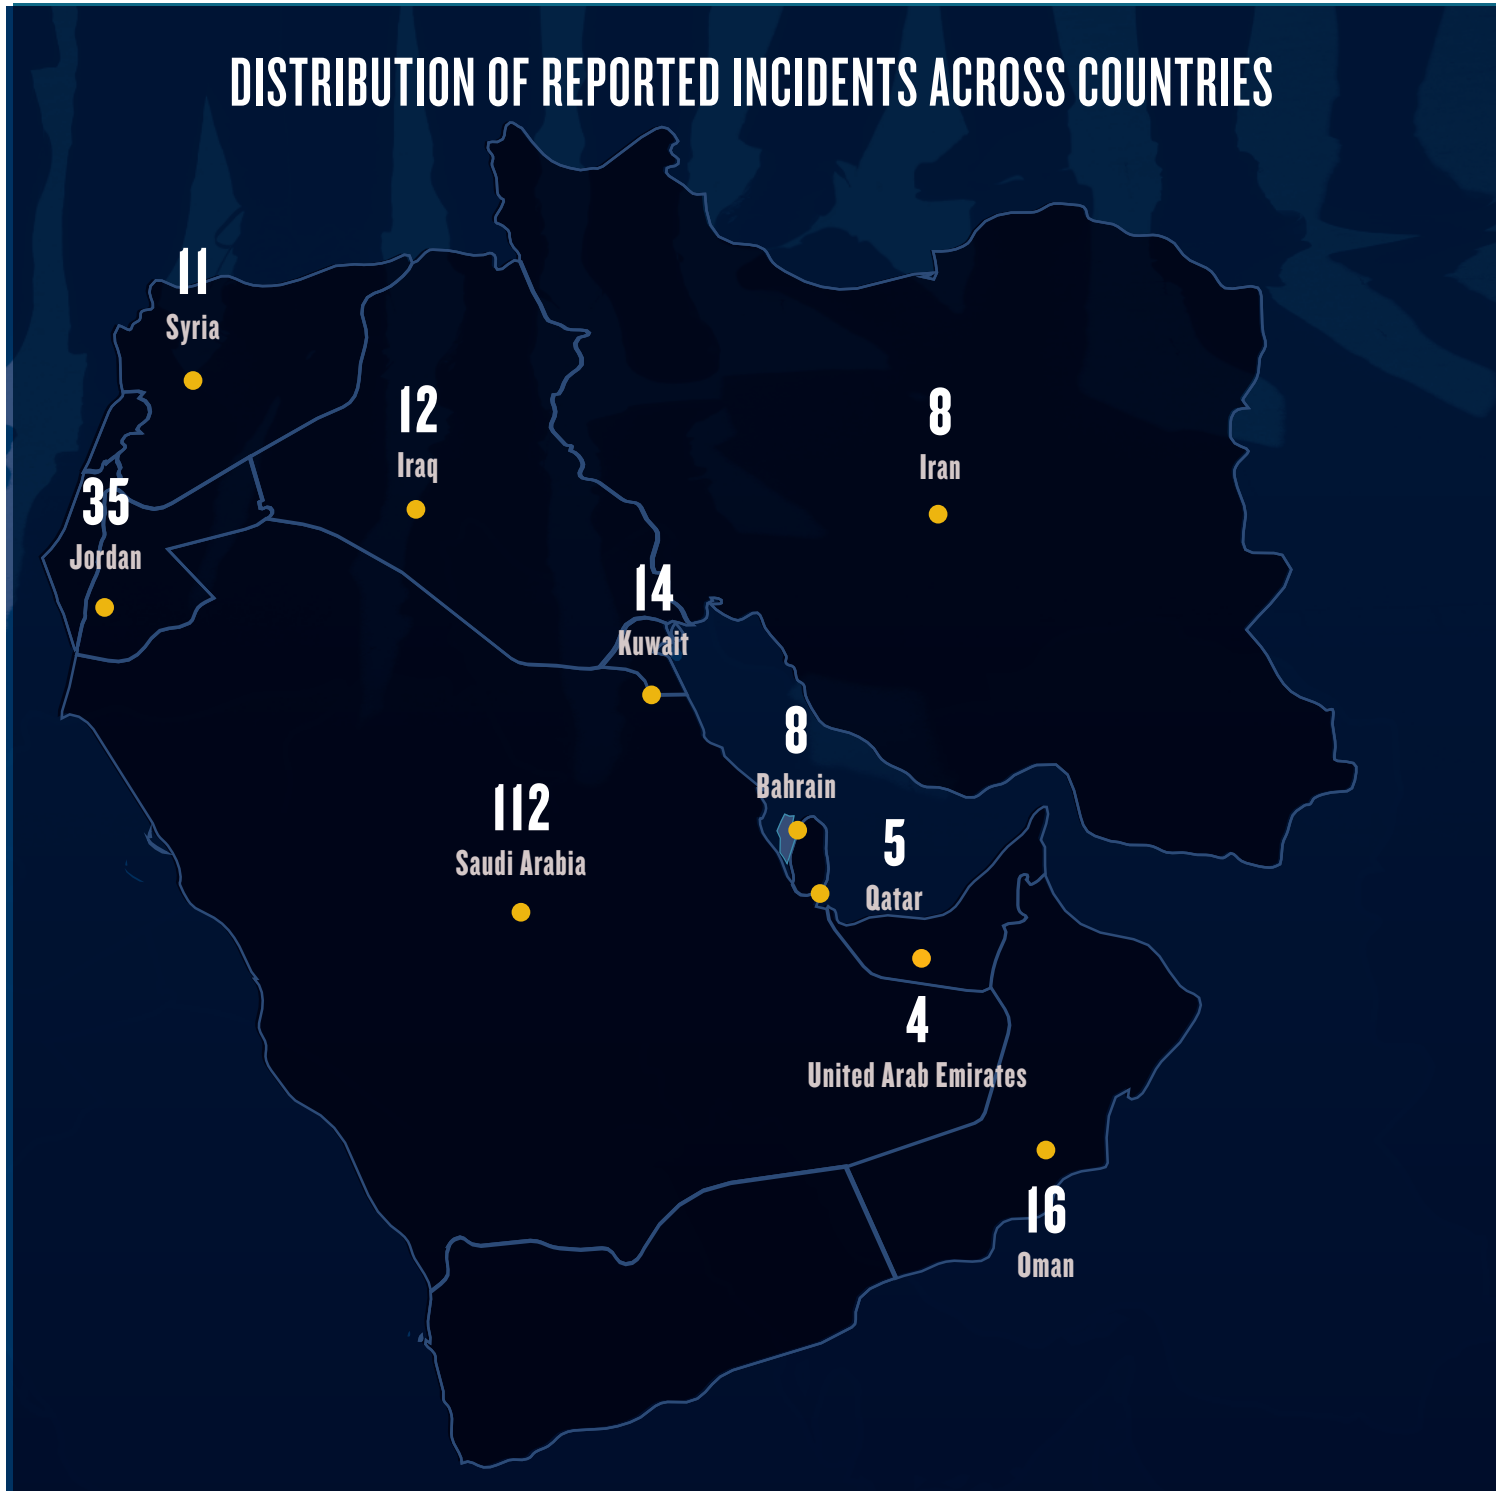 DISTRIBUTION OF REPORTED INCIDENTS ACROSS COUNTRIES
11
Syria
12
Iraq
8
Iran
35
Jordan
14
Kuwait
8
Bahrain
112
Saudi Arabia
5
Qatar
4
United Arab Emirates
16
Oman